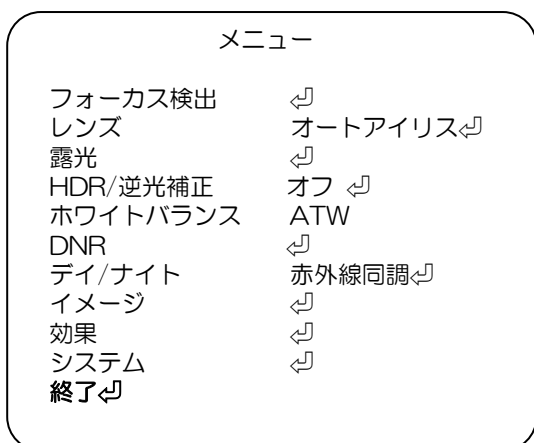 メニュー
フォーカス検出 ⏎
レンズ オートアイリス⏎
露光 ⏎
HDR/逆光補正 オフ ⏎
ホワイトバランス ATW
DNR ⏎
デイ/ナイト 赤外線同調⏎
イメージ ⏎
効果 ⏎
システム ⏎
終了⏎